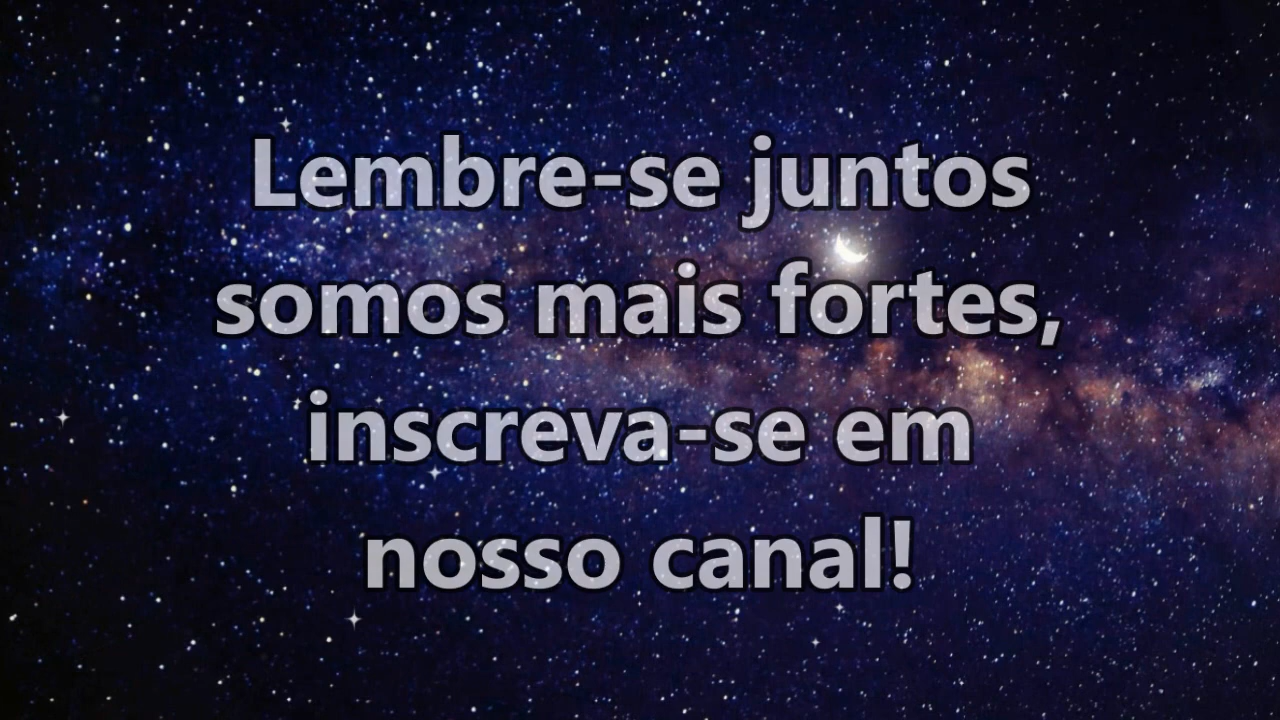 Lembre-se juntos
somos mais fortes,
inscreva-se em
nosso canal!